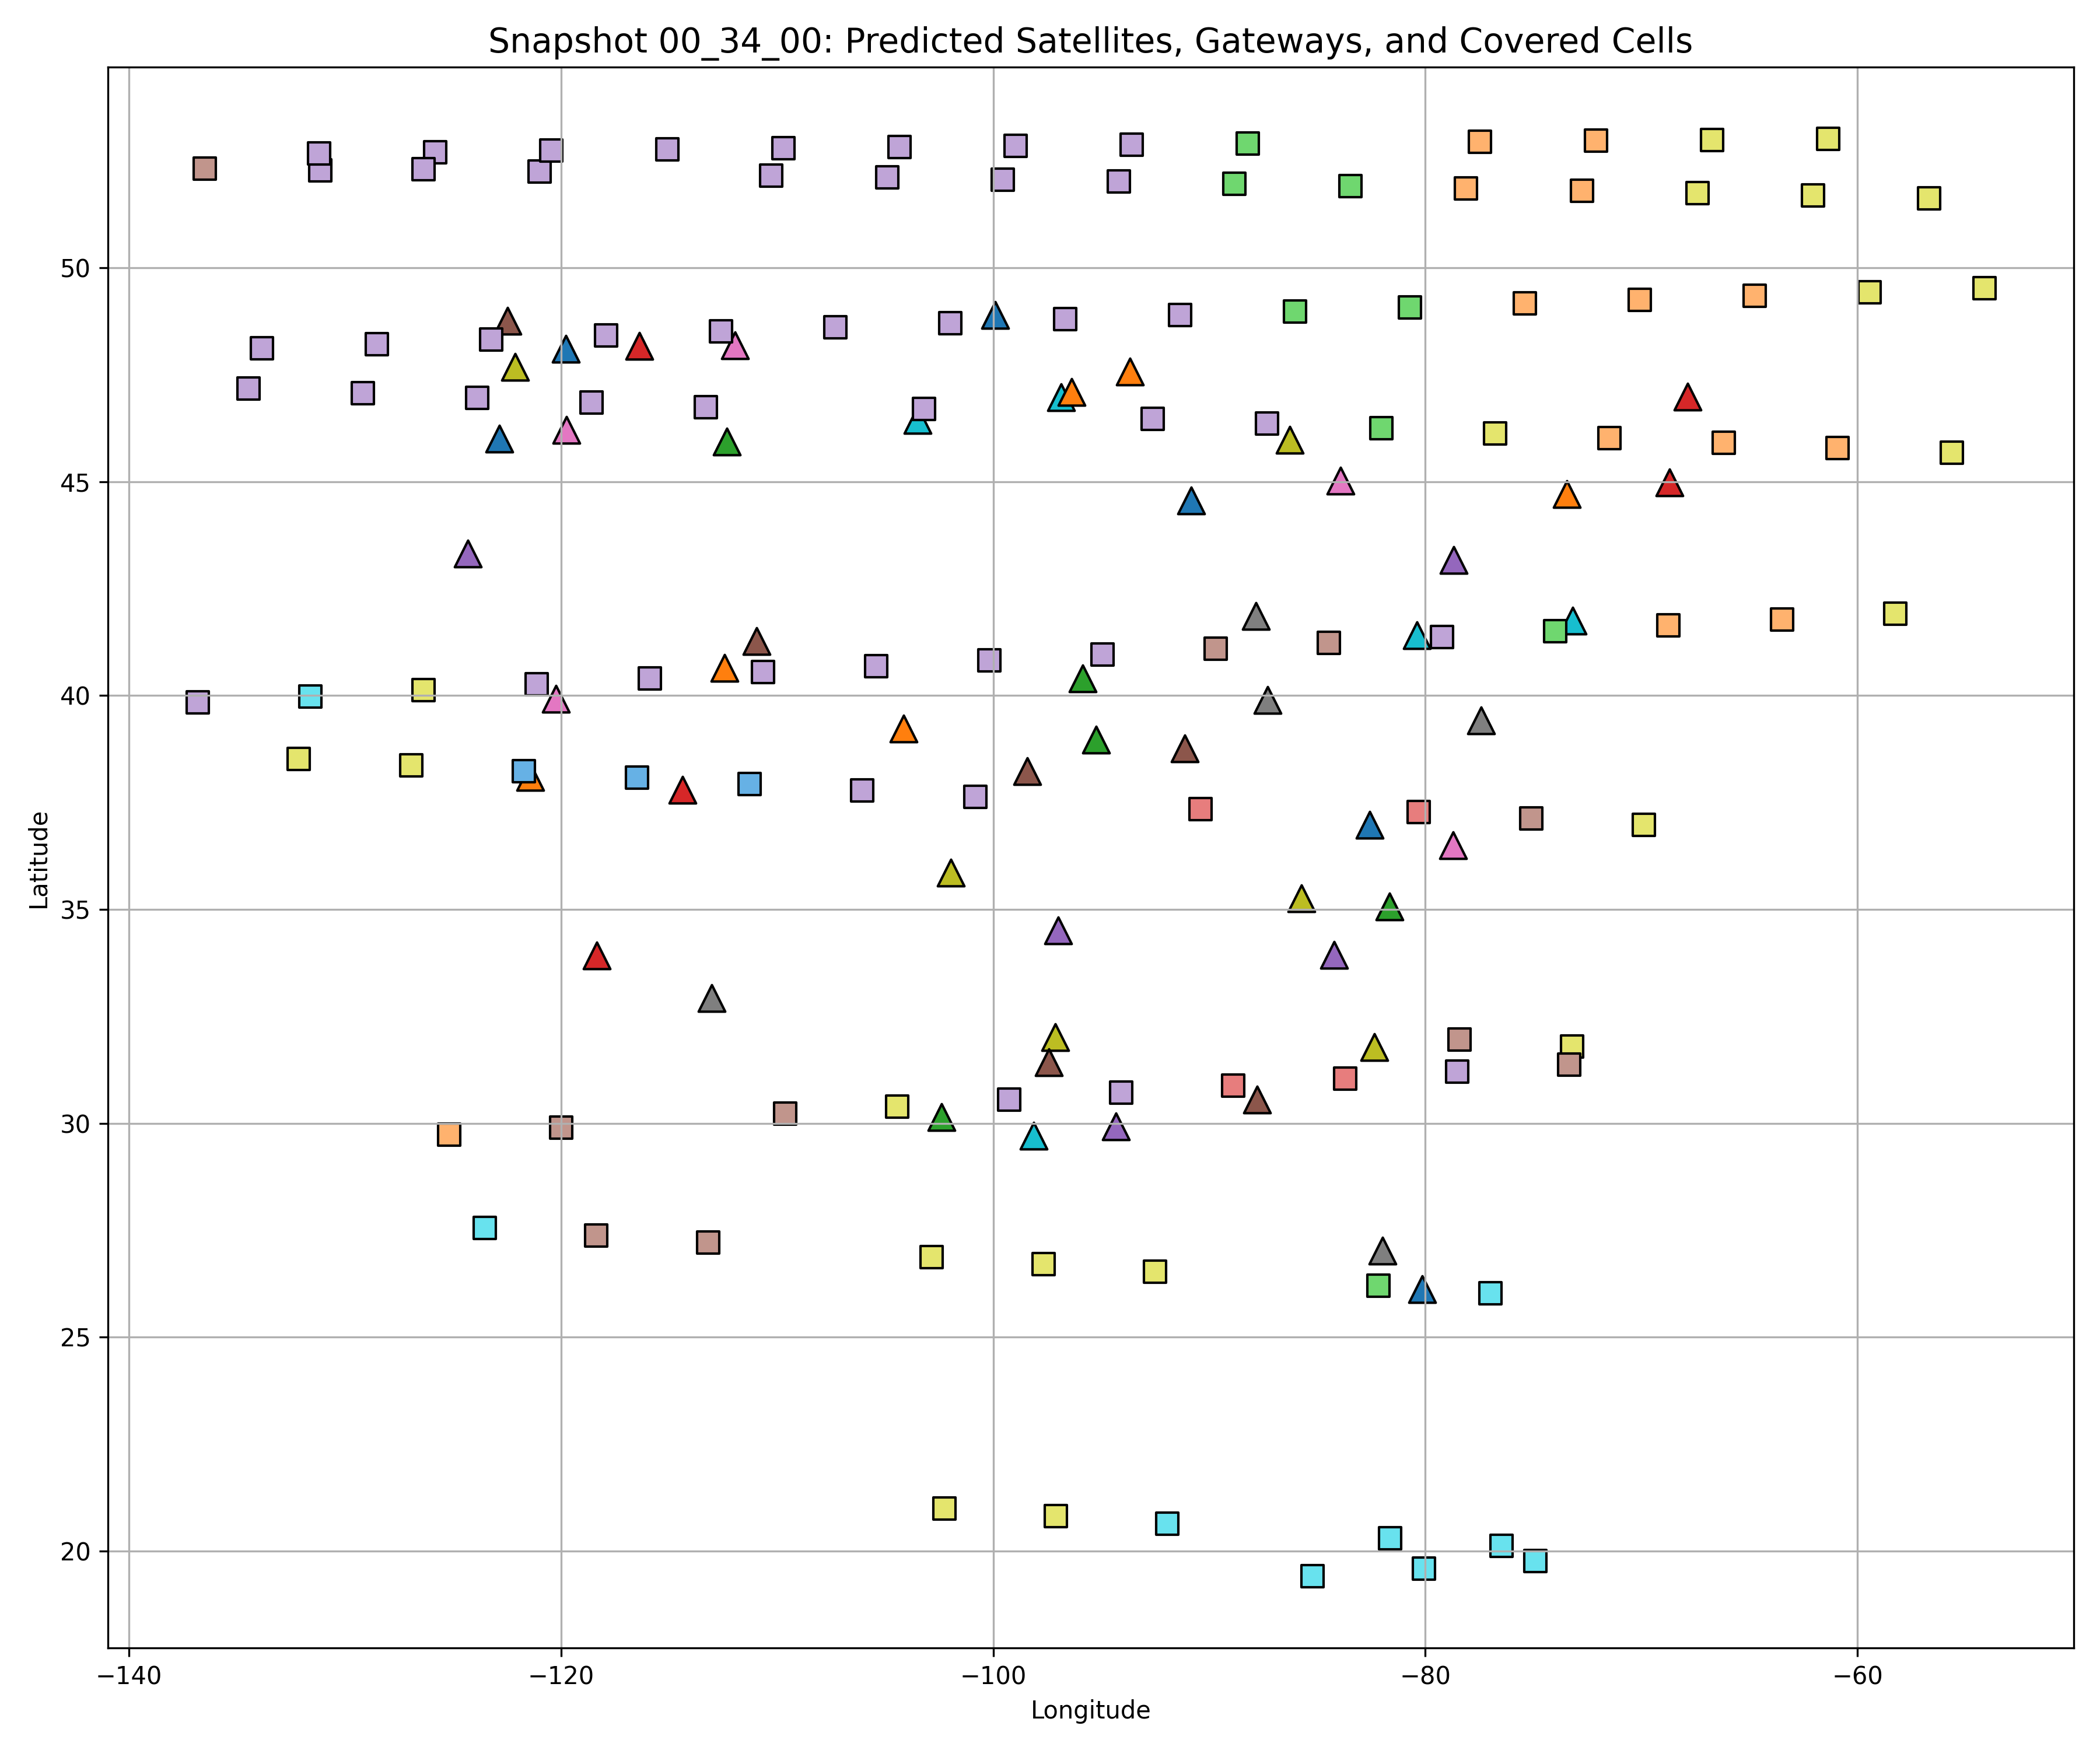 Snapshot 00_34_00: Predicted Satellites, Gateways, and Covered Cells
50
45
40
35
30
25
20
Latitude
−140 −120 −100 −80 −60
Longitude